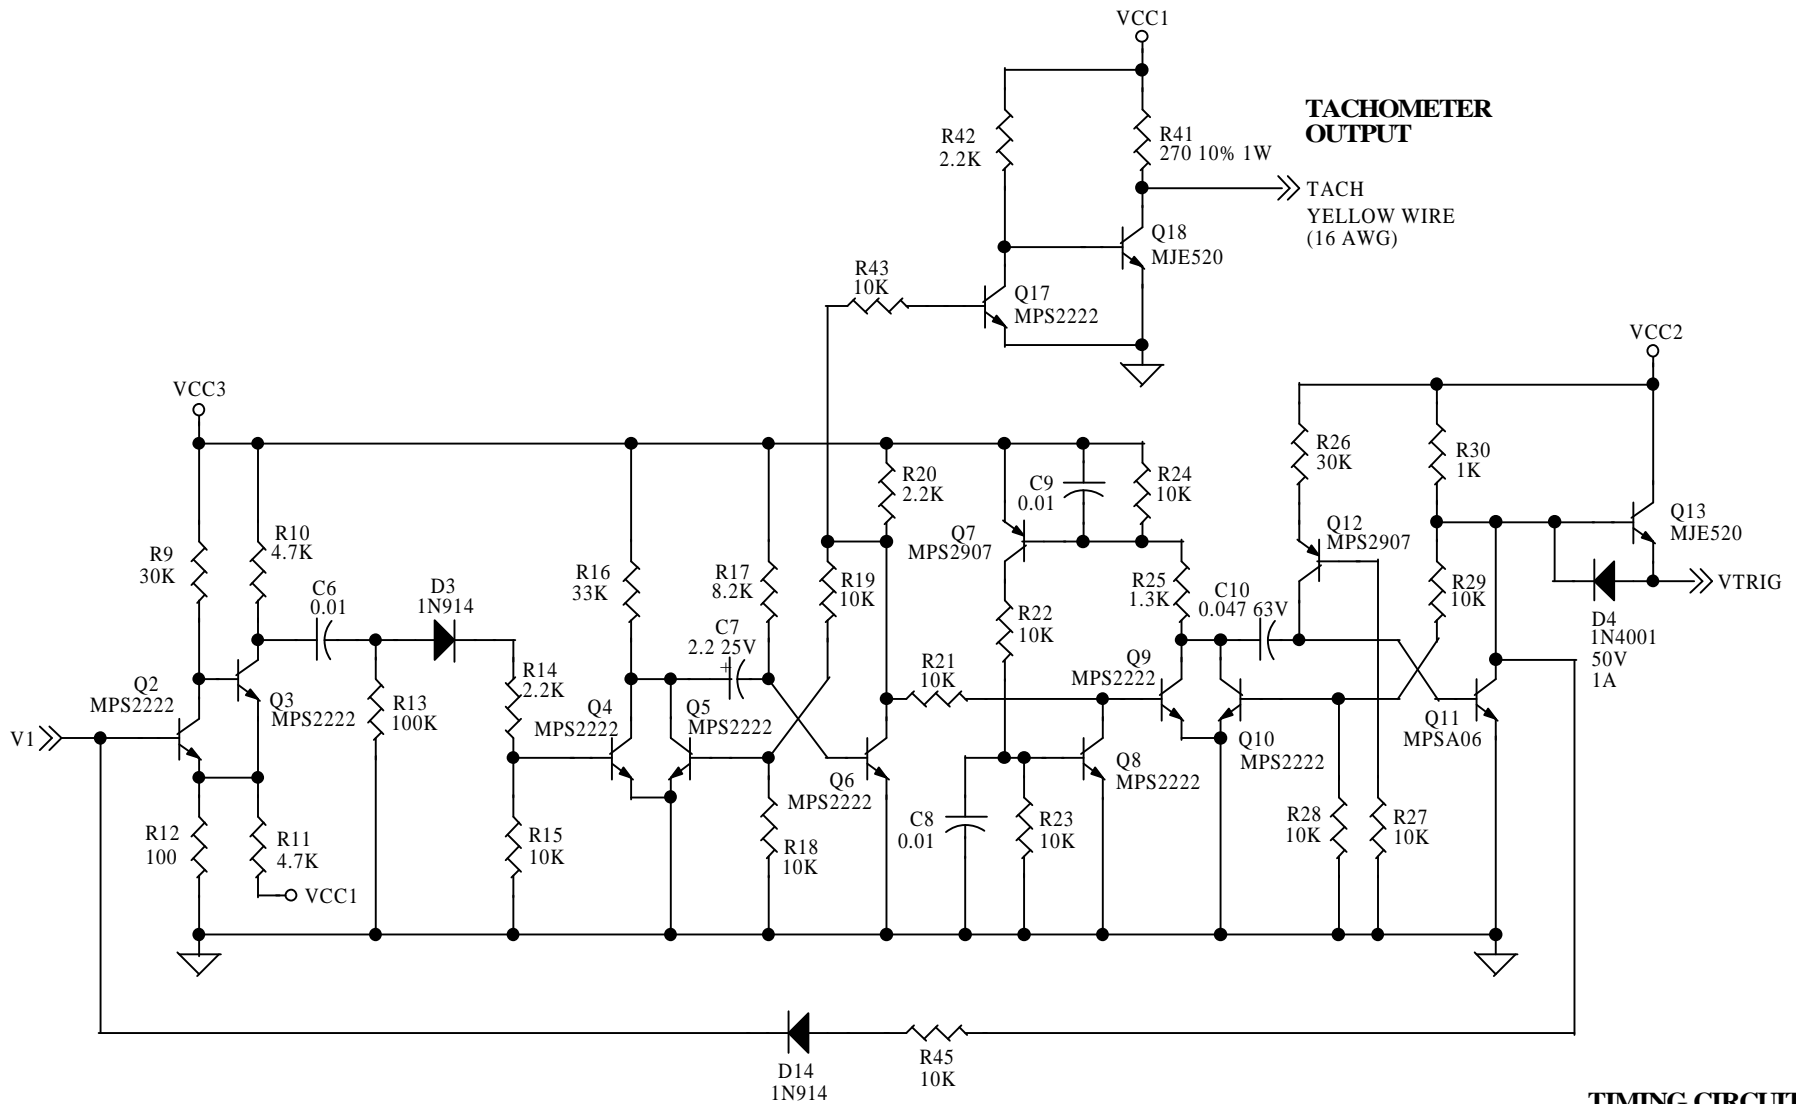 VCC1
TACHOMETER
OUTPUT
R42
2.2K
R41
270 10% 1W
TACH
YELLOW WIRE
(16 AWG)
Q18
MJE520
R43
10K
Q17
MPS2222
VCC2
VCC3
R26
30K
R30
1K
R20
2.2K
C9
0.01
R24
10K
Q13
MJE520
R10
4.7K
R9
30K
Q7
MPS2907
Q12
MPS2907
VTRIG
R16
33K
R17
8.2K
R19
10K
R25
1.3K
C10
0.047 63V
R29
10K
C6
0.01
D3
1N914
D4
1N4001
50V
1A
R22
10K
C7
2.2 25V
+
R14
2.2K
R21
10K
Q9
MPS2222
Q2
MPS2222
Q3
MPS2222
R13
100K
Q4
MPS2222
Q5
MPS2222
Q11
MPSA06
V1
Q10
MPS2222
Q6
MPS2222
Q8
MPS2222
R12
100
R11
4.7K
R15
10K
R18
10K
C8
0.01
R23
10K
R28
10K
R27
10K
VCC1
D14
1N914
R45
10K
TIMING CIRCUIT